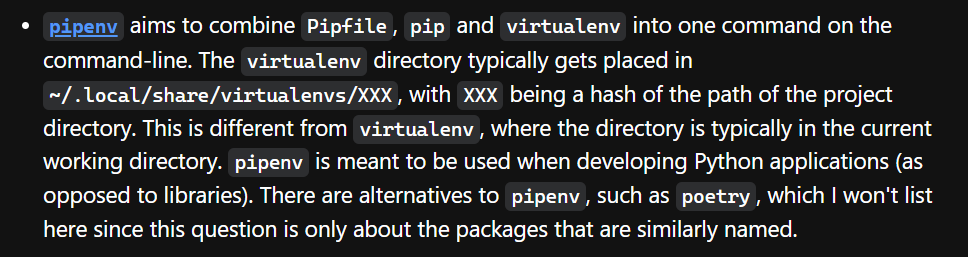 • pipenv aims to combine Pipfile, pip and virtualenv into one command on the
command-line. The virtualenv directory typically gets placed in
~/.local/share/virtualenvs/XXX, with XXX being a hash of the path of the project
directory. This is different from virtualenv, where the directory is typically in the current
working directory. pipenv is meant to be used when developing Python applications (as
opposed to libraries). There are alternatives to pipenv, such as poetry, which I won't list
here since this question is only about the packages that are similarly named.